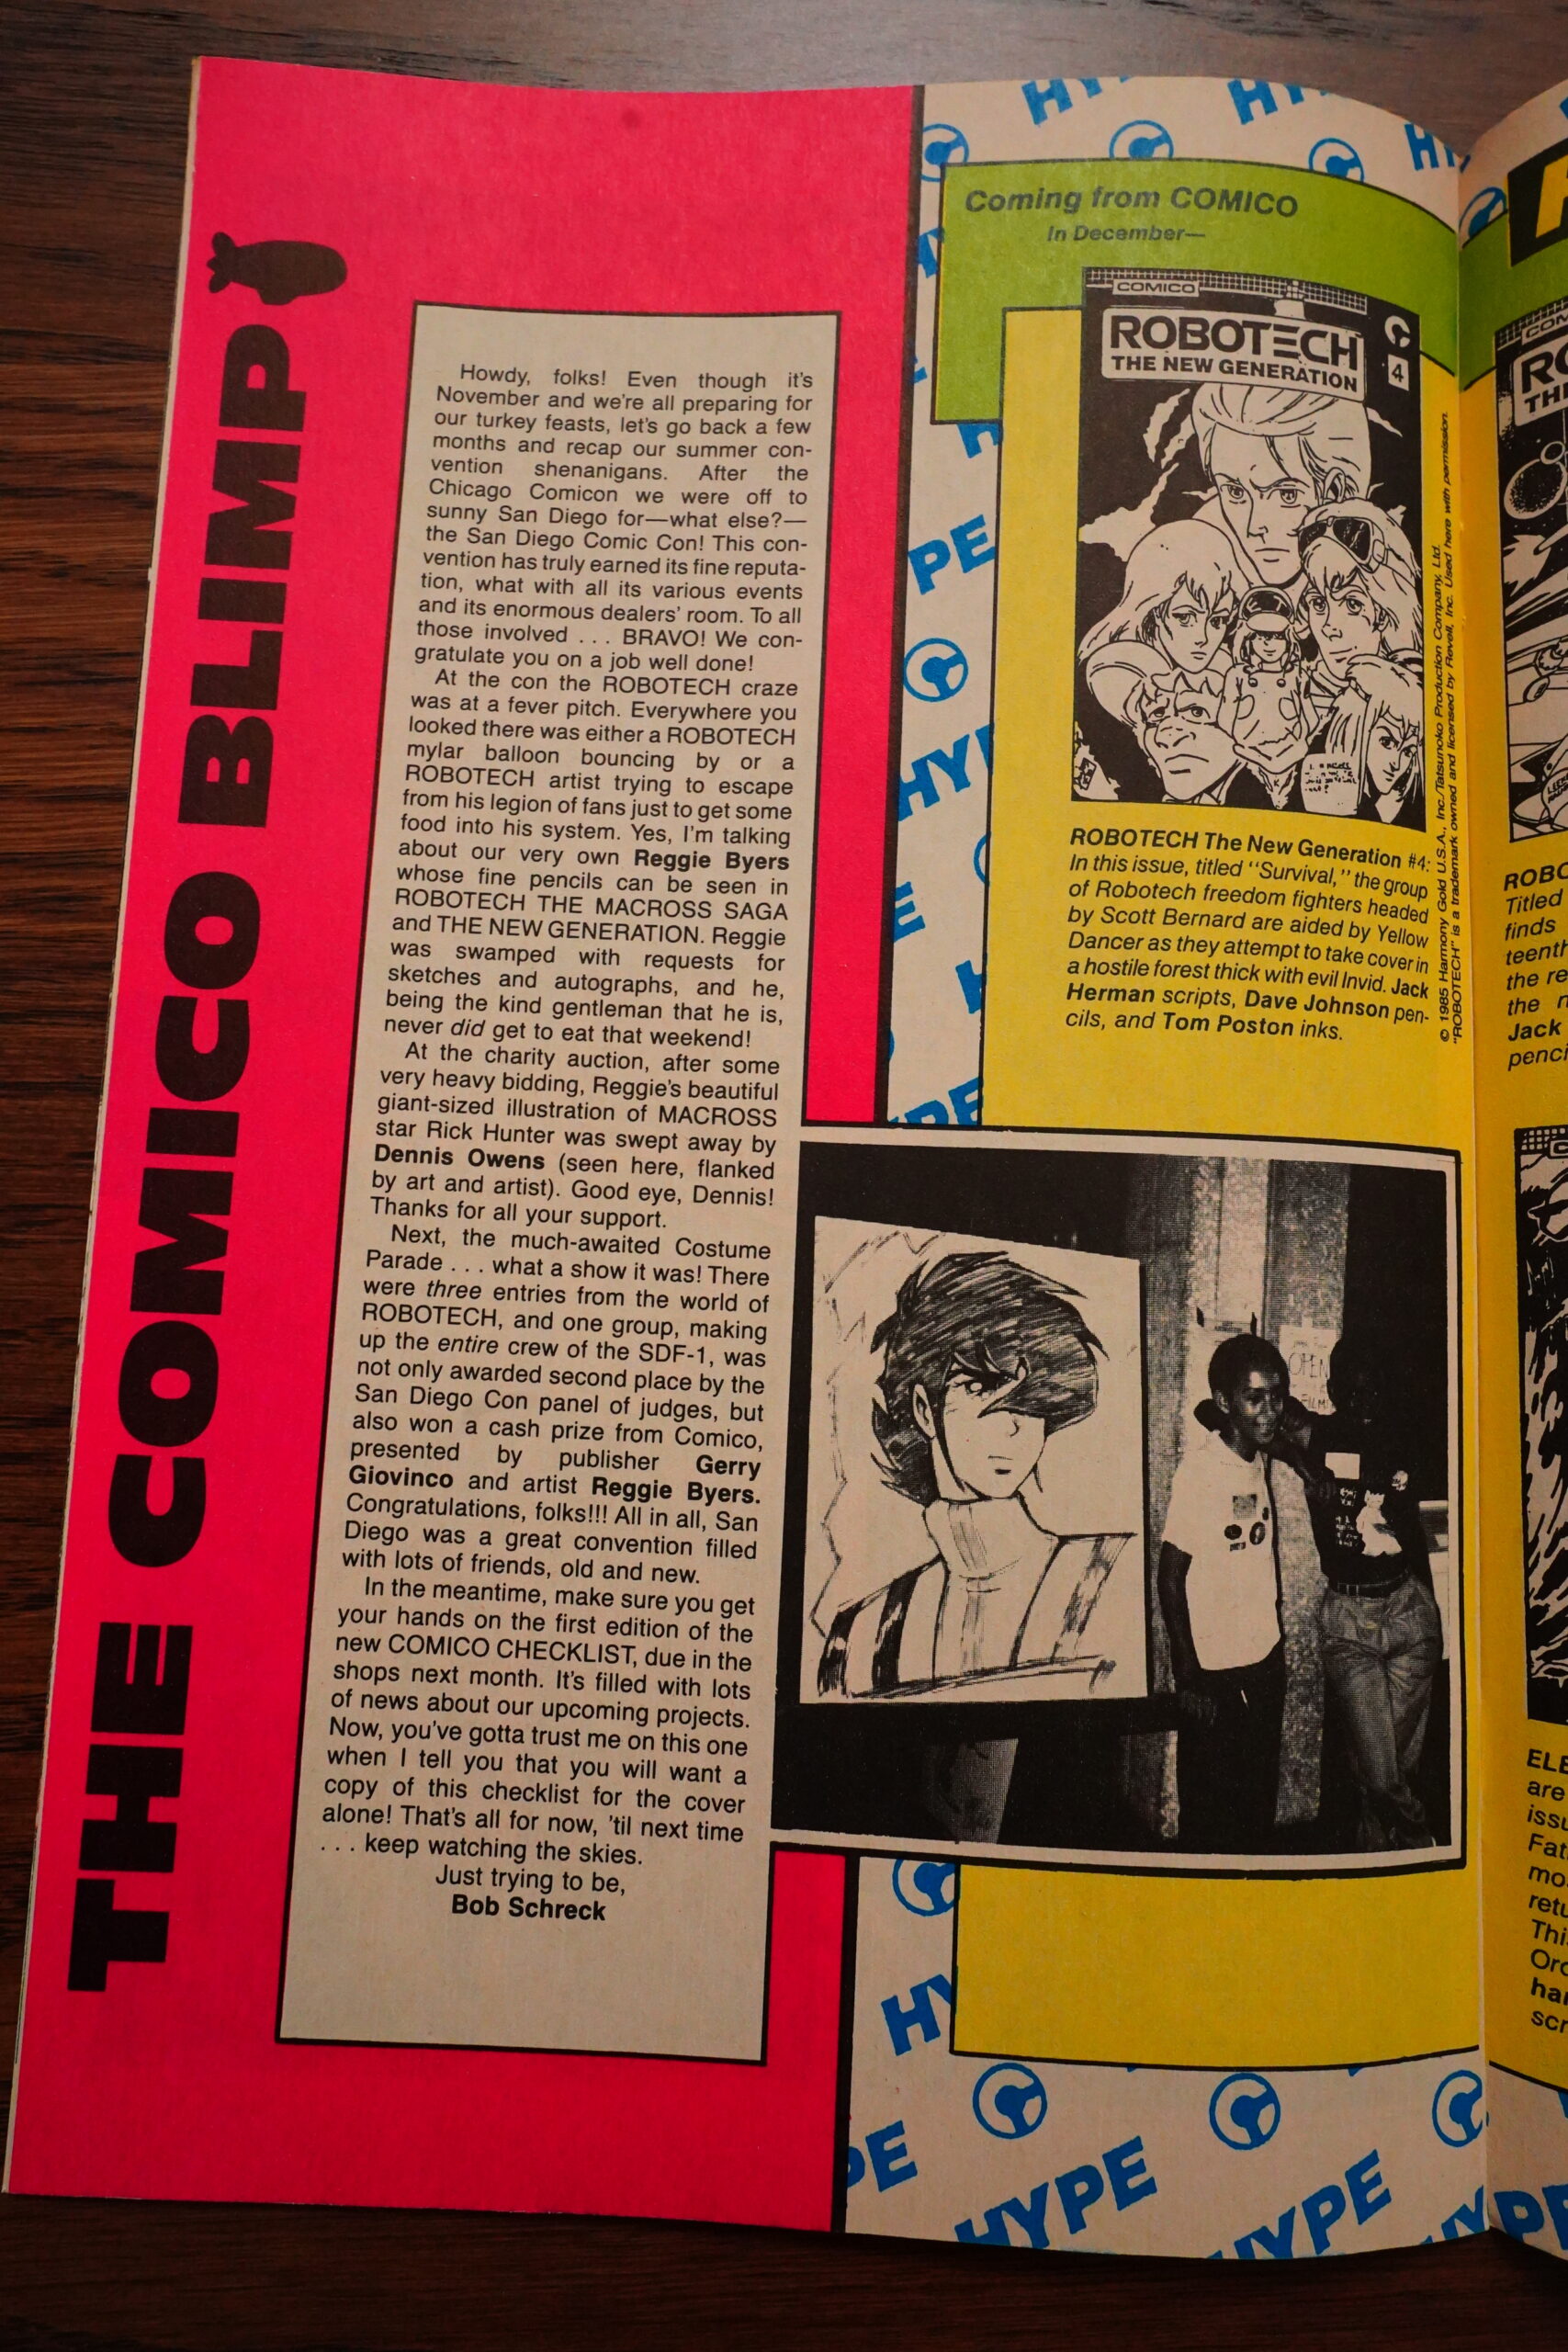 THE COMICO BLIMP!
Howdy, folks! Even though it's
November and we're all preparing for
our turkey feasts, let's go back a few
months and recap our summer con-
vention shenanigans. After the
Chicago Comicon we were off to
sunny San Diego for—what else?—
the San Diego Comic Con! This con-
vention has truly earned its fine reputa-
tion, what with all its various events
and its enormous dealers' room. To all
those involved . . . BRAVO! We con-
gratulate you on a job well done!
At the con the ROBOTECH craze
was at a fever pitch. Everywhere you
looked there was either a ROBOTECH
mylar balloon bouncing by or a
ROBOTECH artist trying to escape
from his legion of fans just to get some
food into his system. Yes, I'm talking
about our very own Reggie Byers
whose fine pencils can be seen in
ROBOTECH THE MACROSS SAGA
and THE NEW GENERATION. Reggie
was swamped with requests for
sketches and autographs, and he,
being the kind gentleman that he is,
never did get to eat that weekend!
At the charity auction, after some
very heavy bidding, Reggie's beautiful
giant-sized illustration of MACROSS
star Rick Hunter was swept away by
Dennis Owens (seen here, flanked
by art and artist). Good eye, Dennis!
Thanks for all your support.
Next, the much-awaited Costume
Parade . . . what a show it was! There
were three entries from the world of
ROBOTECH, and one group, making
up the entire crew of the SDF-1, was
not only awarded second place by the
San Diego Con panel of judges, but
also won a cash prize from Comico,
presented by publisher Gerry
Giovinco and artist Reggie Byers.
Congratulations, folks!!! All in all, San
Diego was a great convention filled
with lots of friends, old and new.
In the meantime, make sure you get
your hands on the first edition of the
new COMICO CHECKLIST, due in the
shops next month. It's filled with lots
of news about our upcoming projects.
Now, you've gotta trust me on this one
when I tell you that you will want a
copy of this checklist for the cover
alone! That's all for now, 'til next time
. . . keep watching the skies.
Just trying to be,
Bob Schreck
Coming from COMICO
In December—
COMICO
ROBOTECH
THE NEW GENERATION
4
ROBOTECH The New Generation #4:
In this issue, titled "Survival," the group
of Robotech freedom fighters headed
by Scott Bernard are aided by Yellow
Dancer as they attempt to take cover in
a hostile forest thick with evil Invid. Jack
Herman scripts, Dave Johnson pen-
cils, and Tom Poston inks.
© 1985 Harmony Gold U.S.A., Inc./Tatsunoko Production Company, Ltd.
"ROBOTECH" is a trademark owned and licensed by Revell, Inc. Used here with permission.
OPEN
HYPE
HYPE
HYPE
Titled
finds
teenth
the re
the
Jack
penci
ELE
are
issu
Fat
mo
retu
Thi
Orc
har
scr